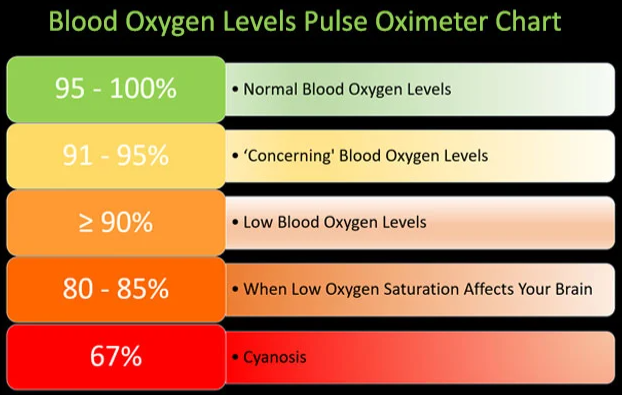 Blood Oxygen Levels Pulse Oximeter Chart
95 - 100%
• Normal Blood Oxygen Levels
91 - 95%
• ‘Concerning' Blood Oxygen Levels
≥ 90%
• Low Blood Oxygen Levels
80 - 85%
• When Low Oxygen Saturation Affects Your Brain
67%
• Cyanosis